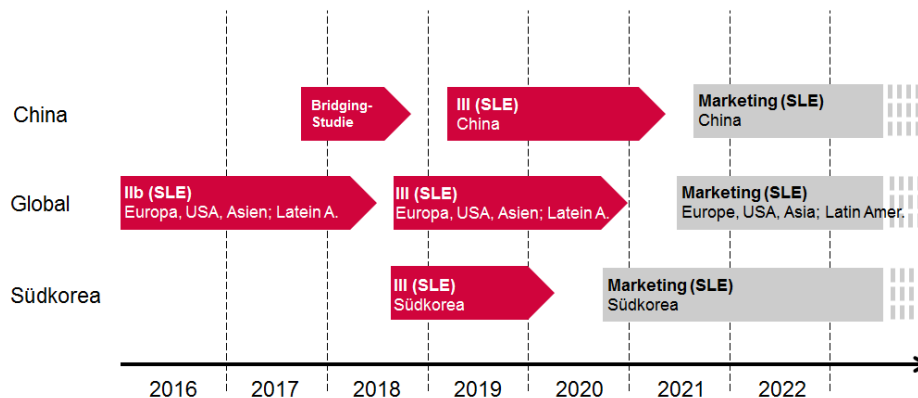 China
Bridging-
Studie
III (SLE)
China
Marketing (SLE)
China
Global
IIb (SLE)
Europa, USA, Asien; Latein A.
III (SLE)
Europa, USA, Asien; Latein A.
Marketing (SLE)
Europe, USA, Asia; Latin Amer.
Südkorea
III (SLE)
Südkorea
Marketing (SLE)
Südkorea
2016 2017 2018 2019 2020 2021 2022